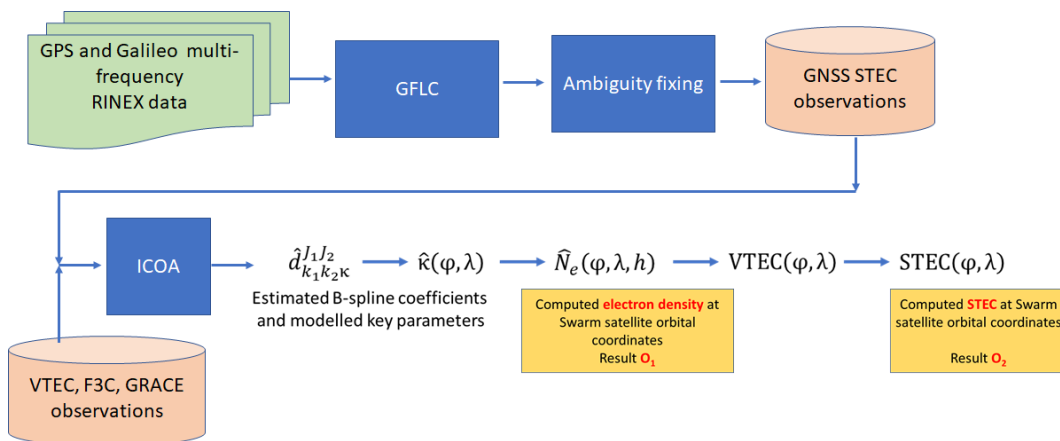 GPS and Galileo multi-
frequency
RINEX data
GFLC
Ambiguity fixing
GNSS STEC
observations
ICOA
d̂^{J₁J₂}_{k₁k₂κ}
κ̂(φ,λ)
N̂ₑ(φ,λ,h)
VTEC(φ,λ)
STEC(φ,λ)
Estimated B-spline coefficients
and modelled key parameters
Computed electron density at
Swarm satellite orbital
coordinates
Result O₁
Computed STEC at Swarm
satellite orbital coordinates
Result O₂
VTEC, F3C, GRACE
observations